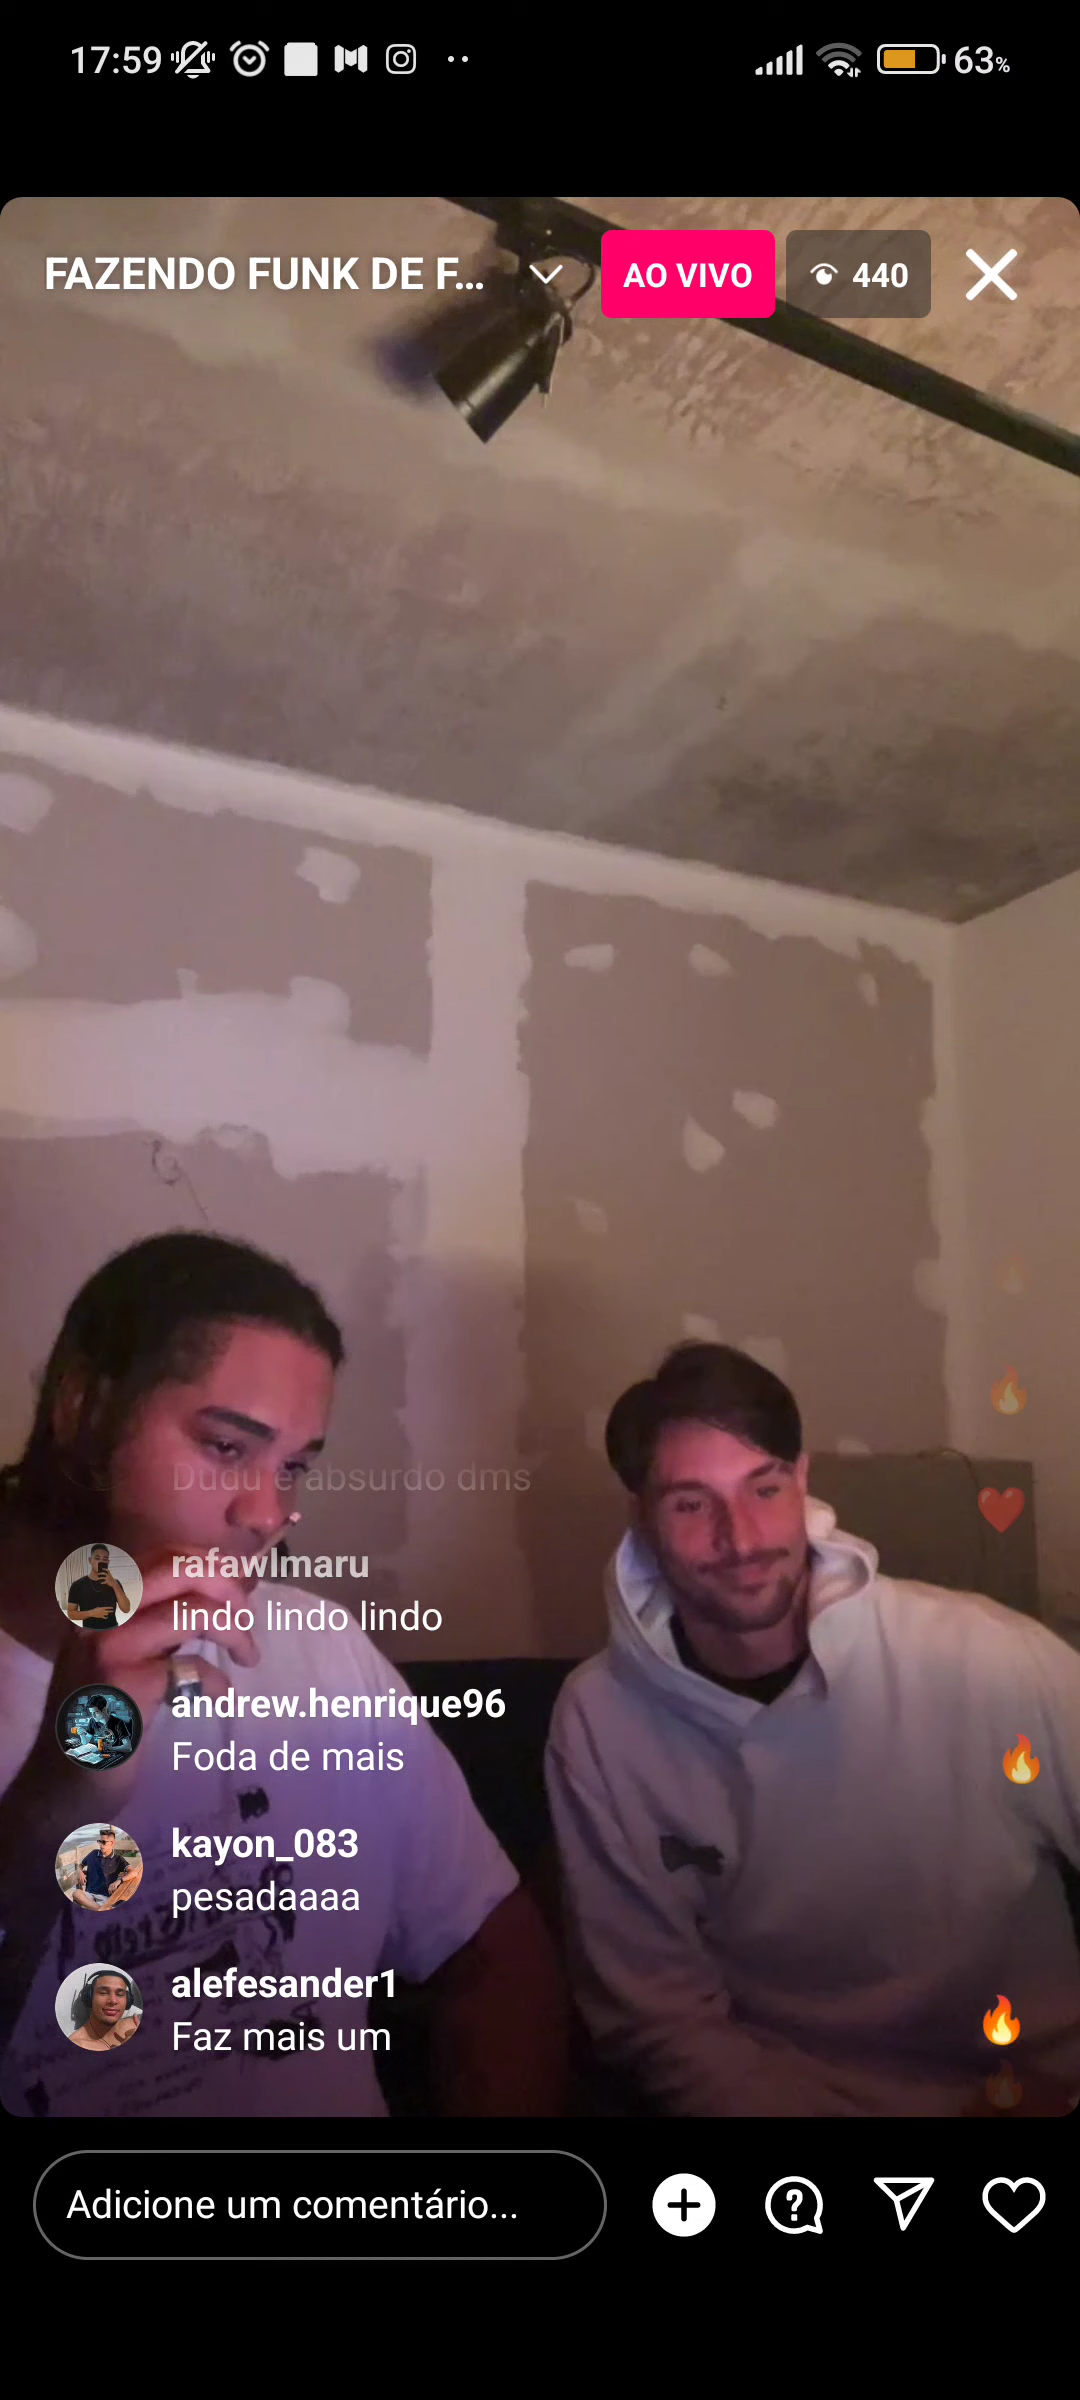 17:59
63%
FAZENDO FUNK DE F...
AO VIVO
440
Dudu é absurdo dms
rafawlmaru
lindo lindo lindo
andrew.henrique96
Foda de mais
kayon_083
pesadaaaa
alefesander1
Faz mais um
Adicione um comentário...